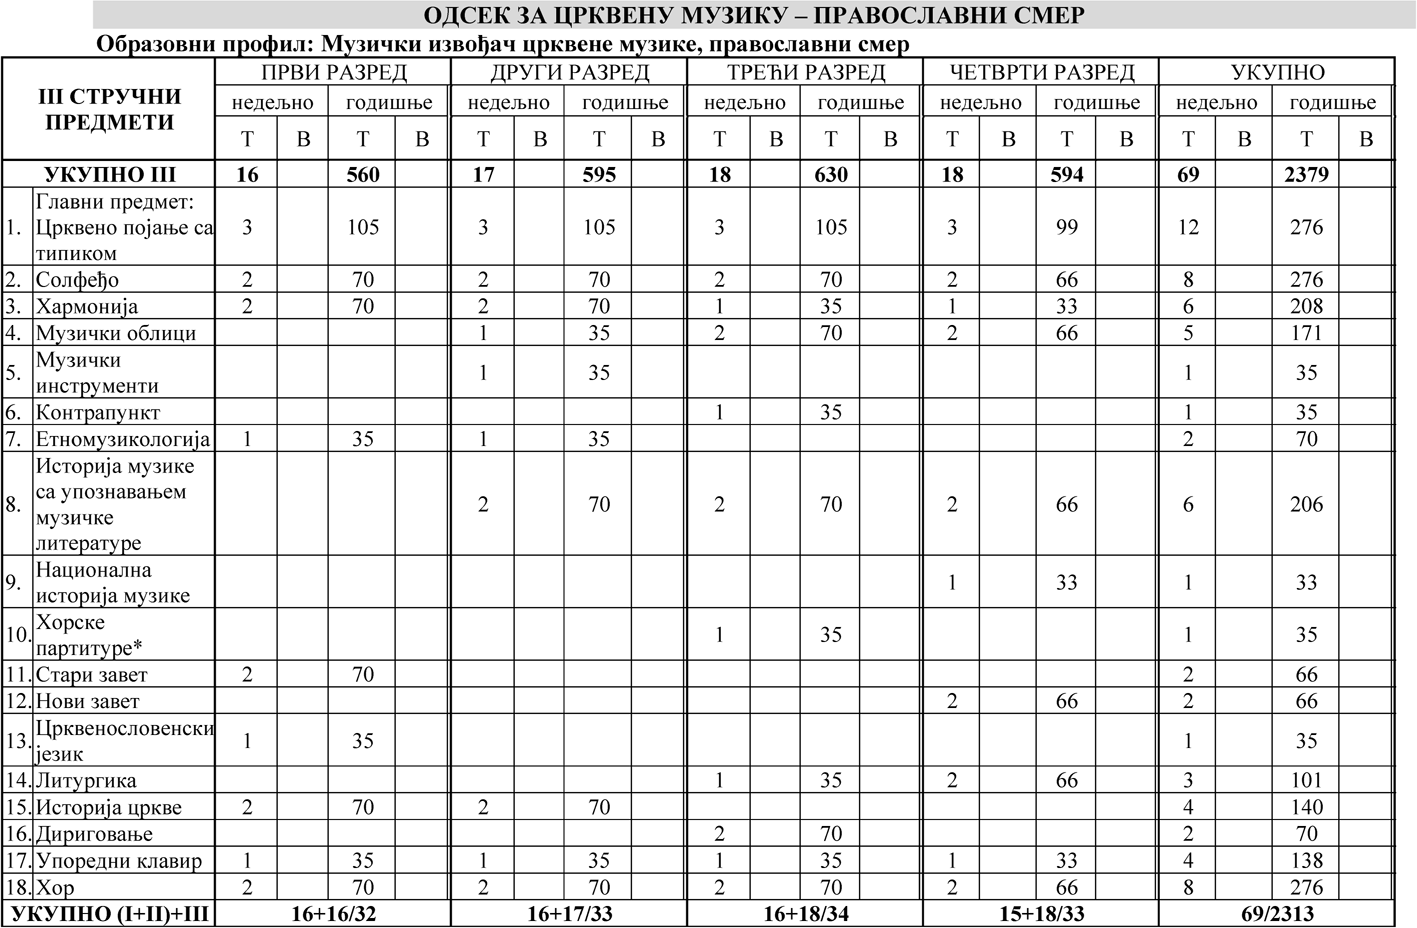 ОДСЕК ЗА ЦРКВЕНУ МУЗИКУ – ПРАВОСЛАВНИ СМЕР
Образовни профил: Музички извођач црквене музике, православни смер
III СТРУЧНИ ПРЕДМЕТИ ПРВИ РАЗРЕД ДРУГИ РАЗРЕД ТРЕЋИ РАЗРЕД ЧЕТВРТИ РАЗРЕД УКУПНО
недељно годишње недељно годишње недељно годишње недељно годишње недељно годишње
Т В Т В Т В Т В Т В Т В Т В Т В Т В Т В
УКУПНО III 16 560 17 595 18 630 18 594 69 2379
1. Главни предмет: Црквено појање са типиком 3 105 3 105 3 105 3 99 12 276
2. Солфеђо 2 70 2 70 2 70 2 66 8 276
3. Хармонија 2 70 2 70 1 35 1 33 6 208
4. Музички облици 1 35 2 70 2 66 5 171
5. Музички инструменти 1 35 1 35
6. Контрапункт 1 35 1 35
7. Етномузикологија 1 35 1 35 2 70
8. Историја музике са упознавањем музичке литературе 2 70 2 70 2 66 6 206
9. Национална историја музике 1 33 1 33
10. Хорске партитуре* 1 35 1 35
11. Стари завет 2 70 2 66
12. Нови завет 2 66 2 66
13. Црквенословенски језик 1 35 1 35
14. Литургика 1 35 2 66 3 101
15. Историја цркве 2 70 2 70 4 140
16. Дириговање 2 70 2 70
17. Упоредни клавир 1 35 1 35 1 35 1 33 4 138
18. Хор 2 70 2 70 2 70 2 66 8 276
УКУПНО (I+II)+III 16+16/32 16+17/33 16+18/34 15+18/33 69/2313